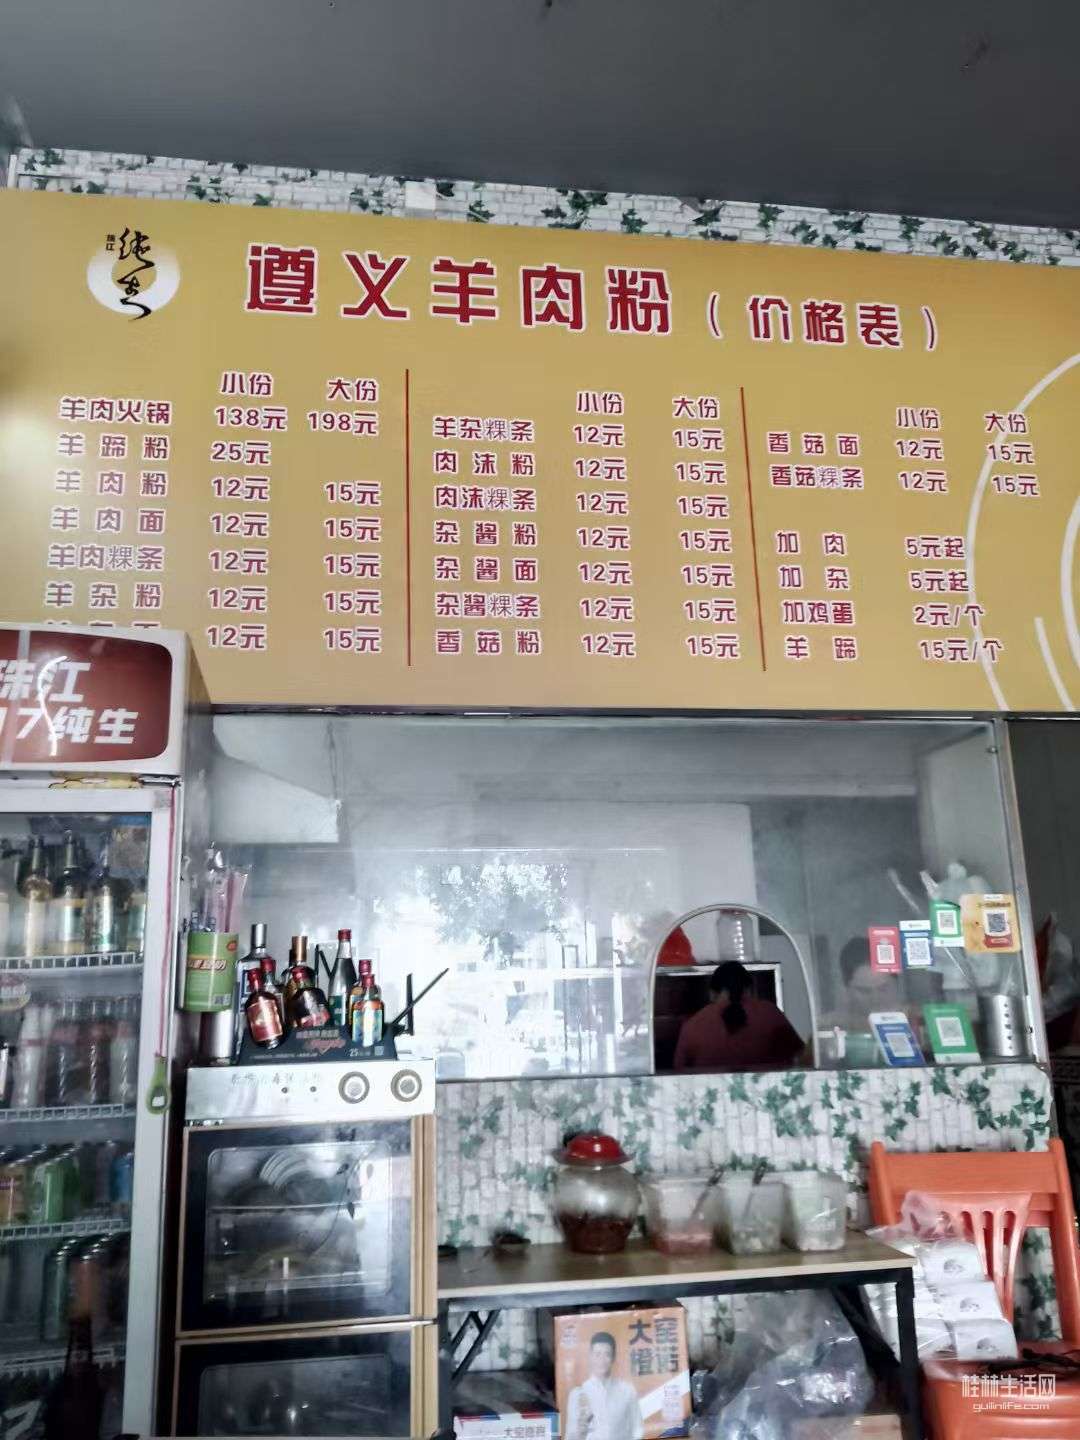 珠江
纯生
遵义羊肉粉（价格表）
小份 大份
羊肉火锅 138元 198元
羊蹄粉 25元
羊肉粉 12元 15元
羊肉面 12元 15元
羊肉粿条 12元 15元
羊杂粉 12元 15元
12元 15元
小份 大份
羊杂粿条 12元 15元
肉沫粉 12元 15元
肉沫粿条 12元 15元
杂酱粉 12元 15元
杂酱面 12元 15元
杂酱粿条 12元 15元
香菇粉 12元 15元
小份 大份
香菇面 12元 15元
香菇粿条 12元 15元
加肉 5元起
加杂 5元起
加鸡蛋 2元/个
羊蹄 15元/个
珠江
纯生
大窑
橙诺
桂林生活网
guilinlife.com